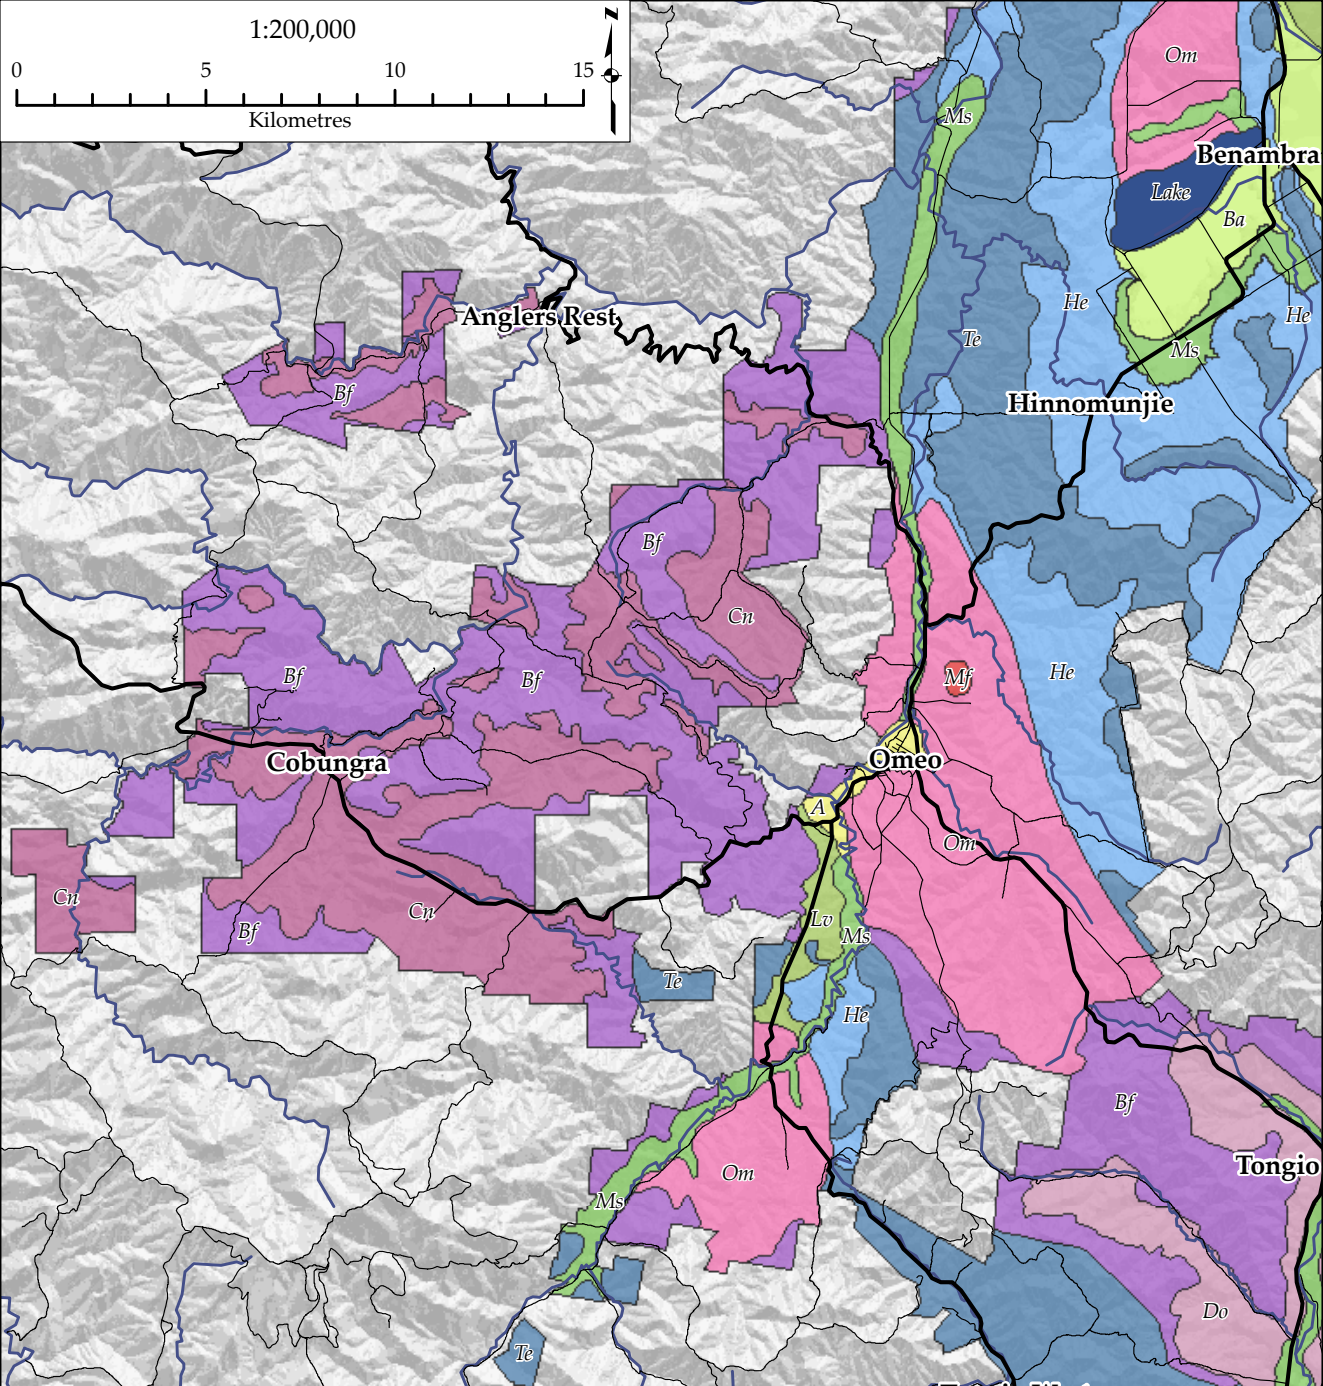 1:200,000
0 5 10 15
Kilometres
z
Om
Ms
Benambra
Lake
Ba
He
He
Te
Anglers Rest
Ms
Bf
Hinnomunjie
Bf
Cn
Bf
Bf
Mf
He
Cobungra
Omeo
A
Om
Cn
Cn
Lv
Bf
Ms
Te
He
Bf
Tongio
Om
Ms
Do
Te